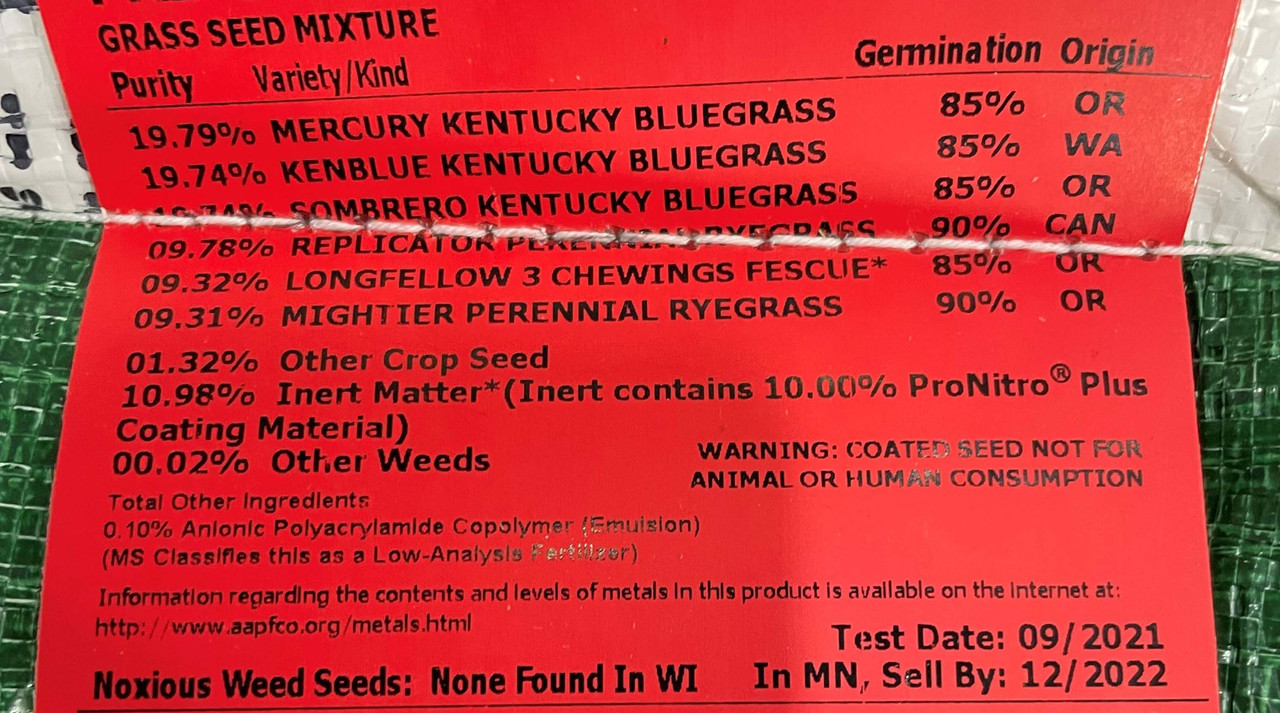 GRASS SEED MIXTURE
Purity Variety/Kind Germination Origin
19.79% MERCURY KENTUCKY BLUEGRASS 85% OR
19.74% KENBLUE KENTUCKY BLUEGRASS 85% WA
19.74% SOMBRERO KENTUCKY BLUEGRASS 85% OR
09.78% REPLICATOR PERENNIAL RYEGRASS 90% CAN
09.32% LONGFELLOW 3 CHEWINGS FESCUE* 85% OR
09.31% MIGHTIER PERENNIAL RYEGRASS 90% OR
01.32% Other Crop Seed
10.98% Inert Matter*(Inert contains 10.00% ProNitro® Plus
Coating Material)
00.02% Other Weeds
WARNING: COATED SEED NOT FOR
ANIMAL OR HUMAN CONSUMPTION
Total Other Ingredients
0.10% Anionic Polyacrylamide Copolymer (Emulsion)
(MS Classifies this as a Low-Analysis Fertilizer)
Information regarding the contents and levels of metals in this product is available on the internet at:
http://www.aapfco.org/metals.html
Test Date: 09/2021
Noxious Weed Seeds: None Found In WI In MN, Sell By: 12/2022